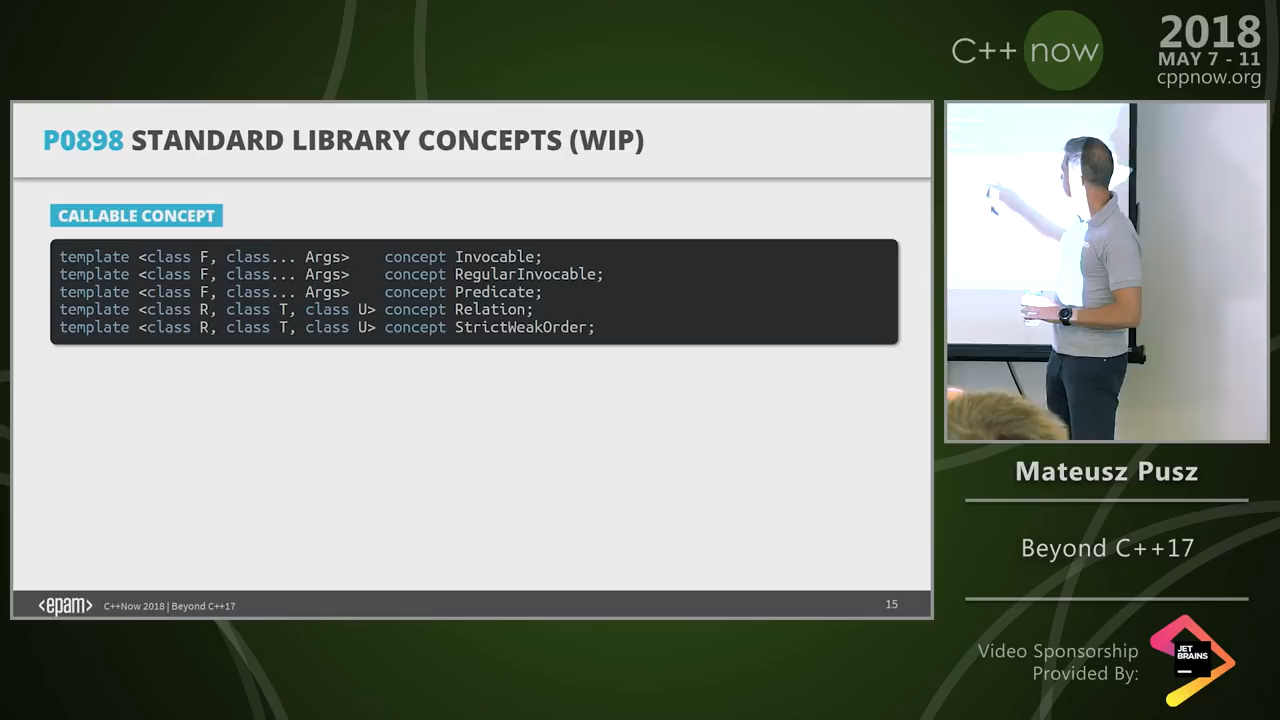 C++ now
2018
MAY 7 - 11
cppnow.org
P0898 STANDARD LIBRARY CONCEPTS (WIP)
CALLABLE CONCEPT
template <class F, class... Args>    concept Invocable;
template <class F, class... Args>    concept RegularInvocable;
template <class F, class... Args>    concept Predicate;
template <class R, class T, class U> concept Relation;
template <class R, class T, class U> concept StrictWeakOrder;
<epam> C++Now 2018 | Beyond C++17
15
Mateusz Pusz
Beyond C++17
Video Sponsorship
Provided By:
JET
BRAINS